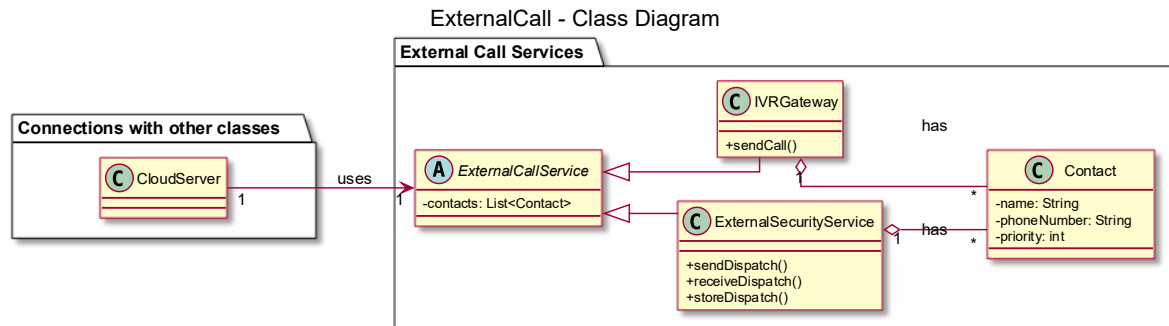 ExternalCall - Class Diagram
External Call Services
Connections with other classes
C CloudServer
1
uses
1
A ExternalCallService
-contacts: List<Contact>
C IVRGateway
+sendCall()
1
has
*
C ExternalSecurityService
+sendDispatch()
+receiveDispatch()
+storeDispatch()
1
has
*
C Contact
-name: String
-phoneNumber: String
-priority: int